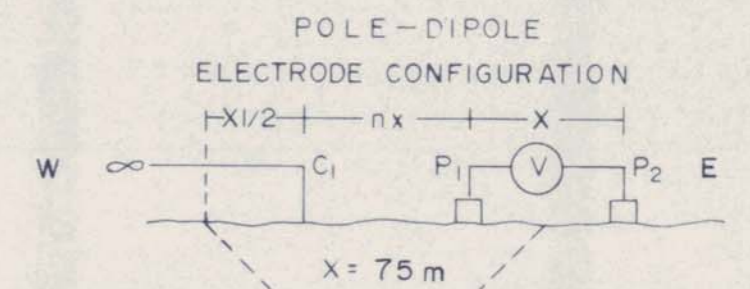 POLE-DIPOLE
ELECTRODE CONFIGURATION
X1/2 nx X
W ∞ C1 P1 V P2 E
X = 75 m